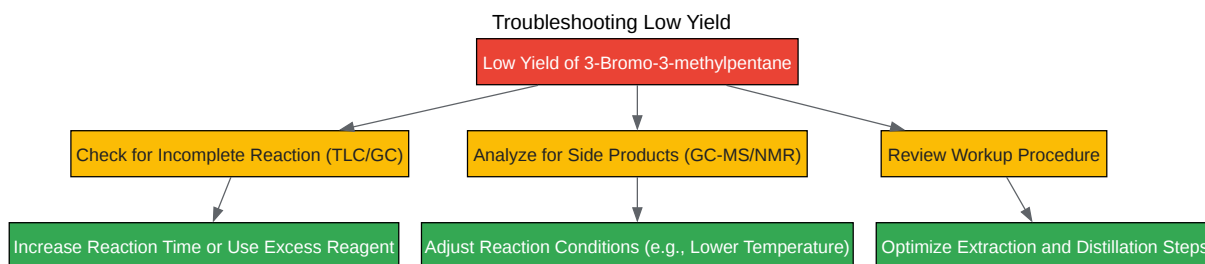 Troubleshooting Low Yield
Low Yield of 3-Bromo-3-methylpentane
Check for Incomplete Reaction (TLC/GC)
Analyze for Side Products (GC-MS/NMR)
Review Workup Procedure
Increase Reaction Time or Use Excess Reagent
Adjust Reaction Conditions (e.g., Lower Temperature)
Optimize Extraction and Distillation Steps